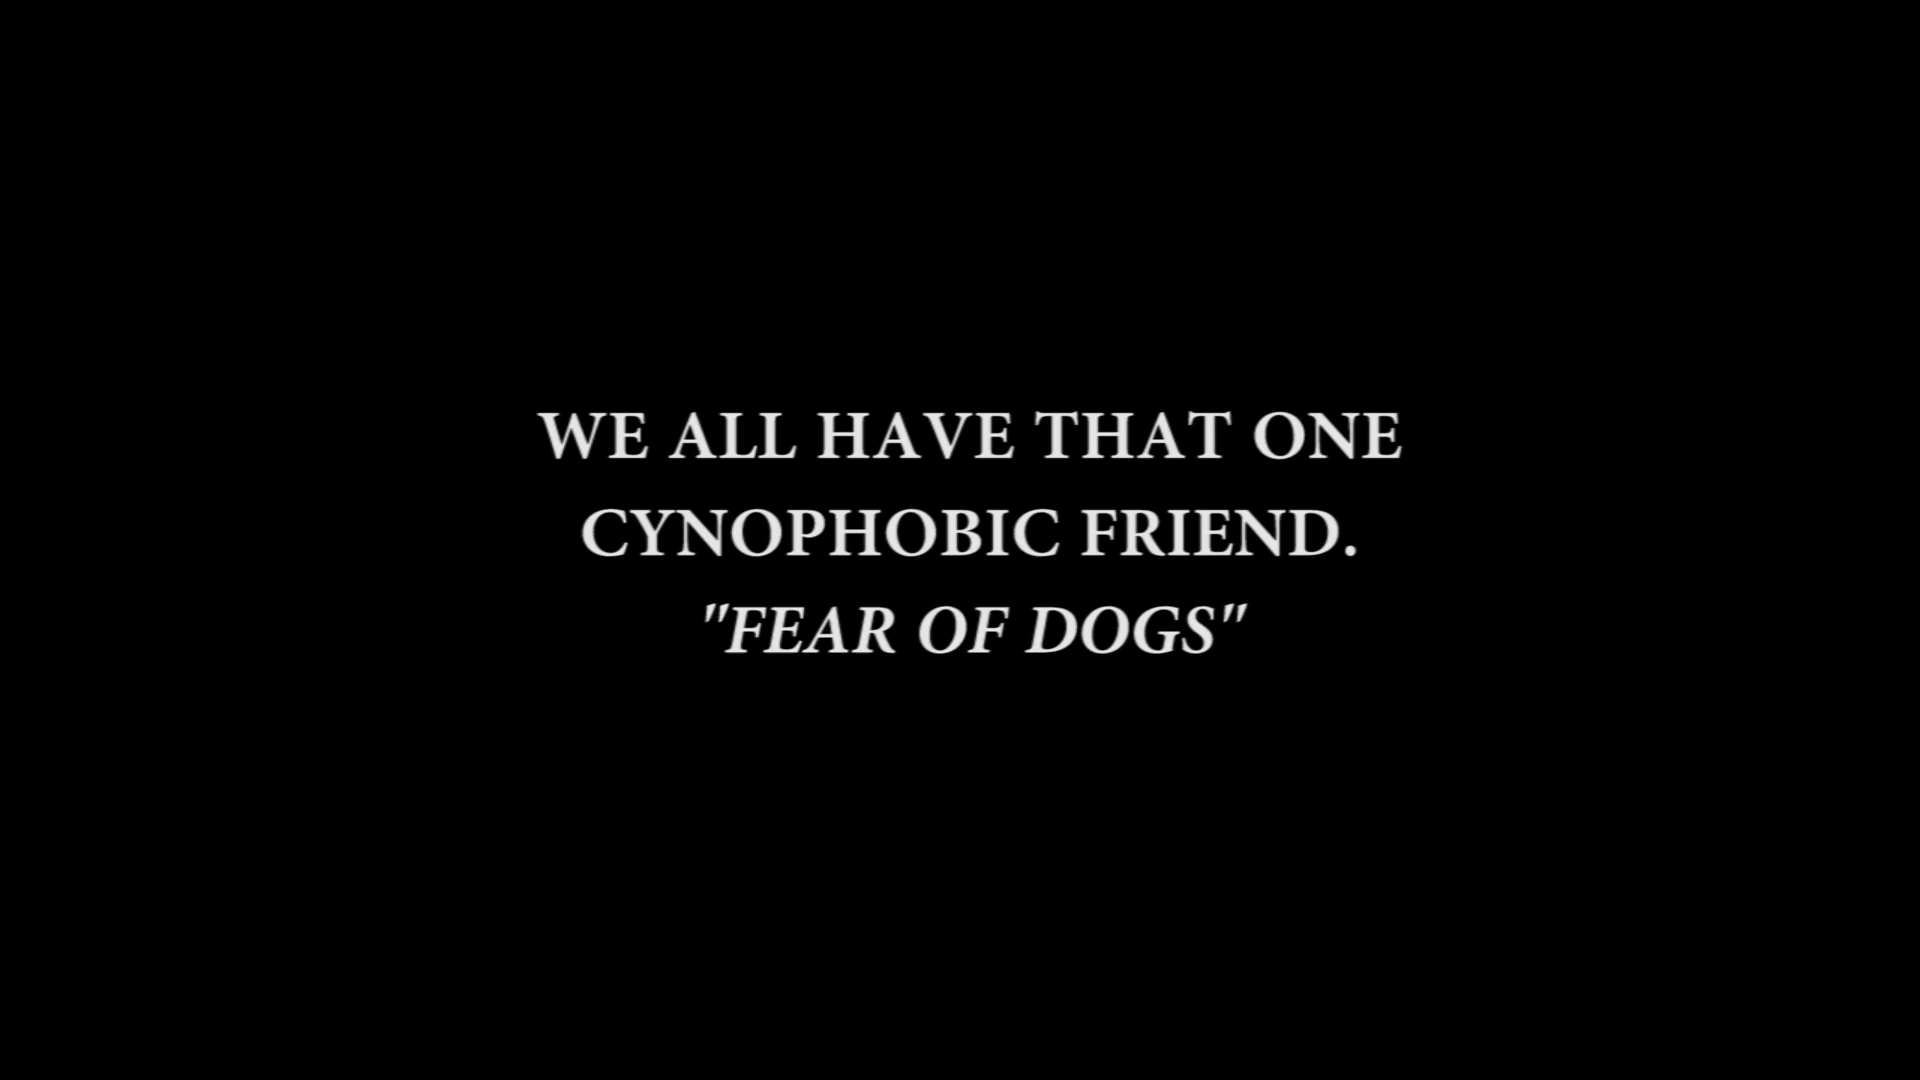 WE ALL HAVE THAT ONE
CYNOPHOBIC FRIEND.
"FEAR OF DOGS"